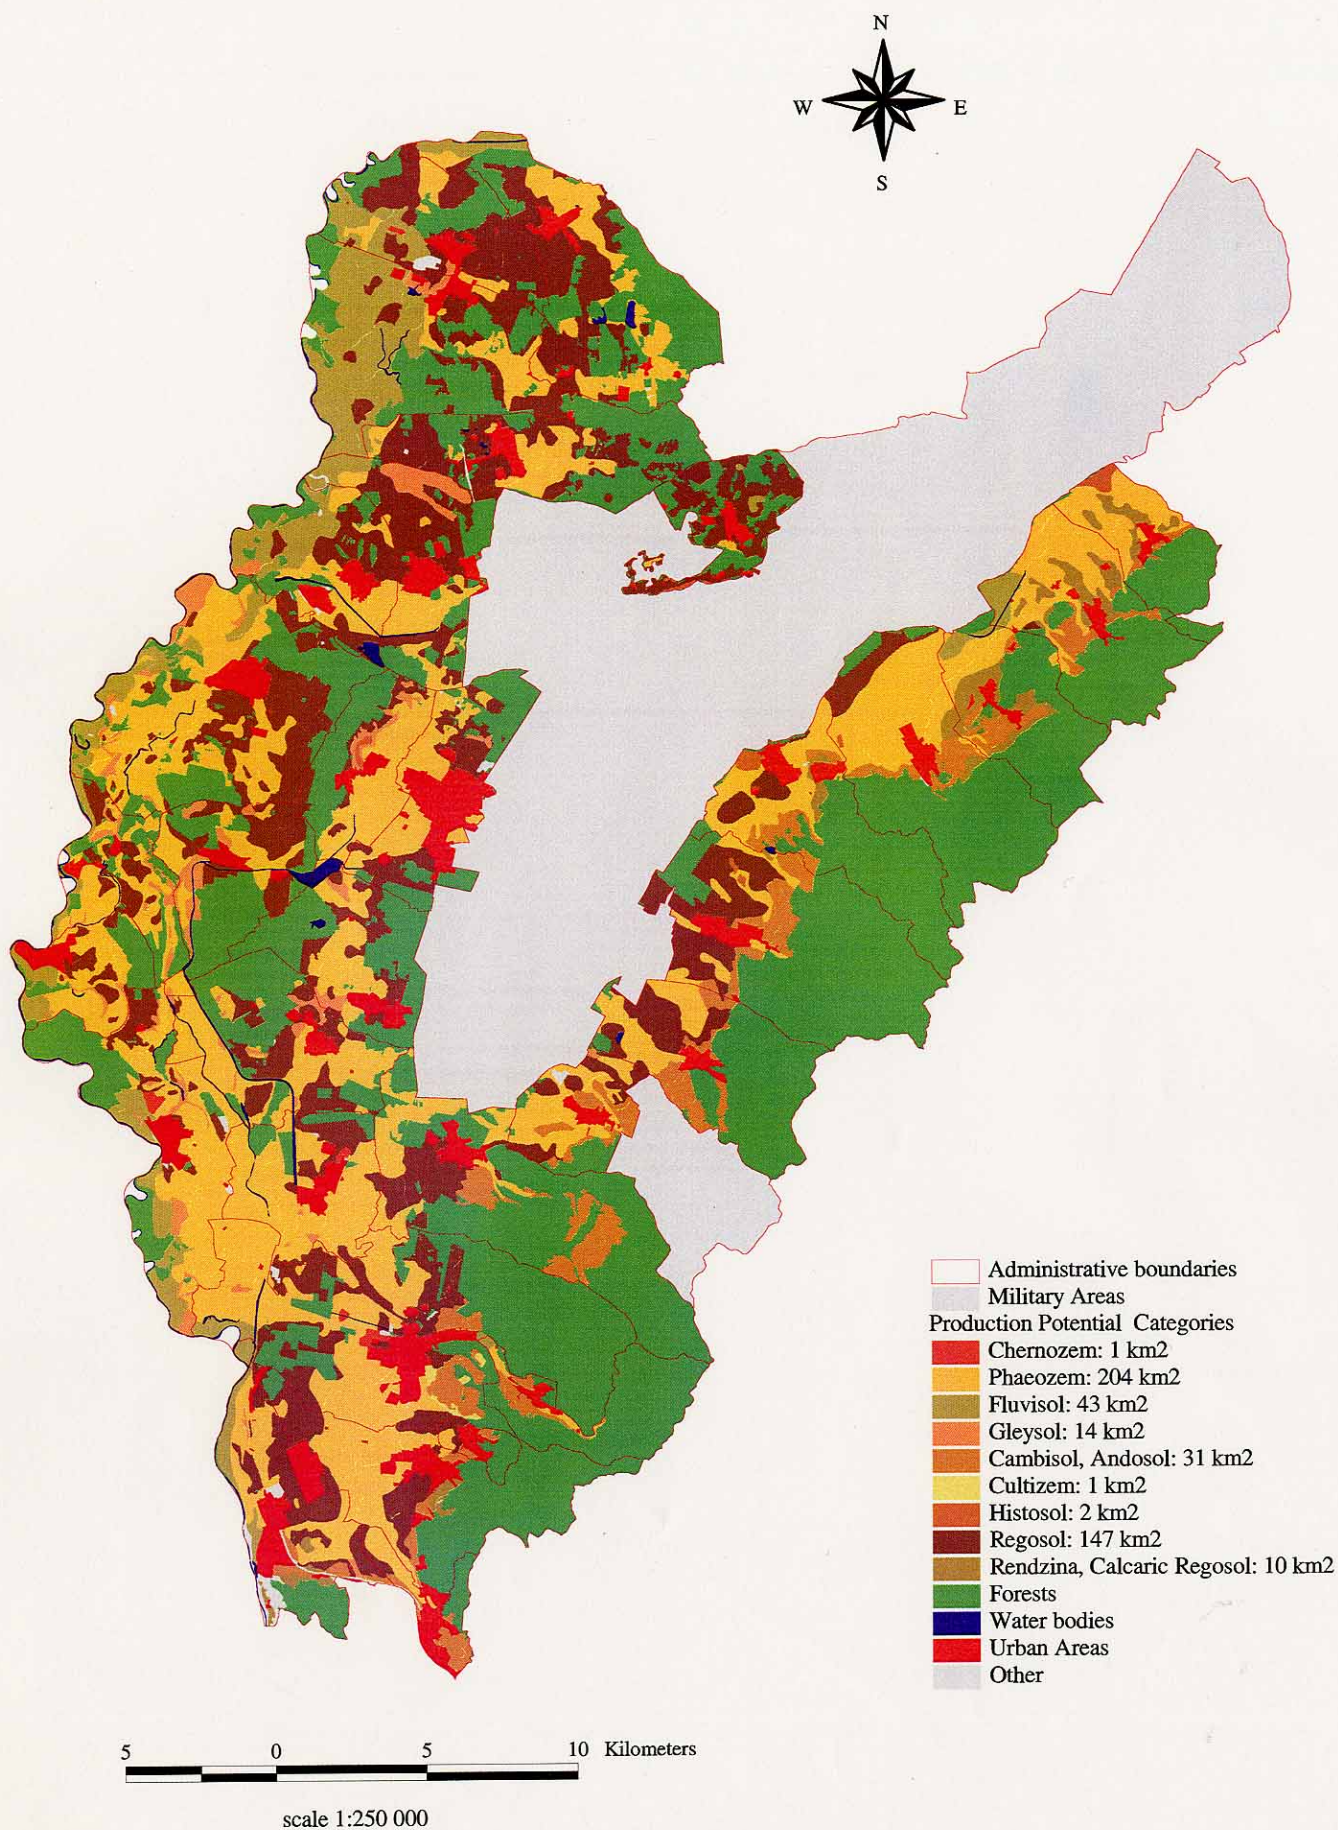 N
W E
S
Administrative boundaries
Military Areas
Production Potential Categories
Chernozem: 1 km2
Phaeozem: 204 km2
Fluvisol: 43 km2
Gleysol: 14 km2
Cambisol, Andosol: 31 km2
Cultizem: 1 km2
Histosol: 2 km2
Regosol: 147 km2
Rendzina, Calcaric Regosol: 10 km2
Forests
Water bodies
Urban Areas
Other
5 0 5 10 Kilometers
scale 1:250 000